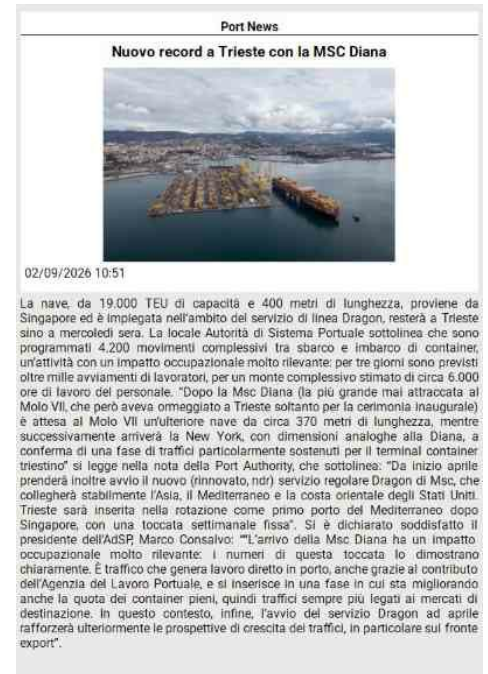 Port News
Nuovo record a Trieste con la MSC Diana
02/09/2026 10:51
La nave, da 19.000 TEU di capacità e 400 metri di lunghezza, proviene da
Singapore ed è impiegata nell'ambito del servizio di linea Dragon, resterà a Trieste
sino a mercoledì sera. La locale Autorità di Sistema Portuale sottolinea che sono
programmati 4.200 movimenti complessivi tra sbarco e imbarco di container,
un'attività con un impatto occupazionale molto rilevante: per tre giorni sono previsti
oltre mille avviamenti di lavoratori, per un monte complessivo stimato di circa 6.000
ore di lavoro del personale. "Dopo la Msc Diana (la più grande mai attraccata al
Molo VII, che però aveva ormeggiato a Trieste soltanto per la cerimonia inaugurale)
è attesa al Molo VII un'ulteriore nave da circa 370 metri di lunghezza, mentre
successivamente arriverà la New York, con dimensioni analoghe alla Diana, a
conferma di una fase di traffici particolarmente sostenuti per il terminal container
triestino" si legge nella nota della Port Authority, che sottolinea: "Da inizio aprile
prenderà inoltre avvio il nuovo (rinnovato, ndr) servizio regolare Dragon di Msc, che
collegherà stabilmente l'Asia, il Mediterraneo e la costa orientale degli Stati Uniti.
Trieste sarà inserita nella rotazione come primo porto del Mediterraneo dopo
Singapore, con una toccata settimanale fissa". Si è dichiarato soddisfatto il
presidente dell'AdSP, Marco Consalvo: ""L'arrivo della Msc Diana ha un impatto
occupazionale molto rilevante: i numeri di questa toccata lo dimostrano
chiaramente. È traffico che genera lavoro diretto in porto, anche grazie al contributo
dell'Agenzia del Lavoro Portuale, e si inserisce in una fase in cui sta migliorando
anche la quota dei container pieni, quindi traffici sempre più legati ai mercati di
destinazione. In questo contesto, infine, l'avvio del servizio Dragon ad aprile
rafforzerà ulteriormente le prospettive di crescita dei traffici, in particolare sul fronte
export".